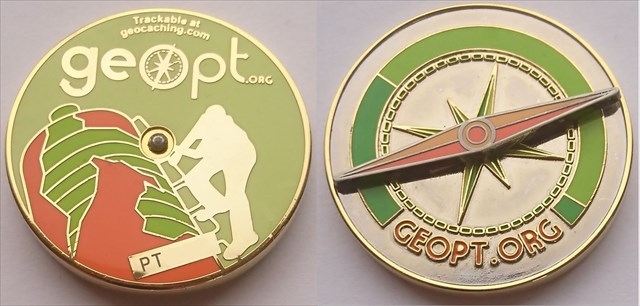 Trackable at
geocaching.com
geopt.ORG
PT
GEOPT.ORG